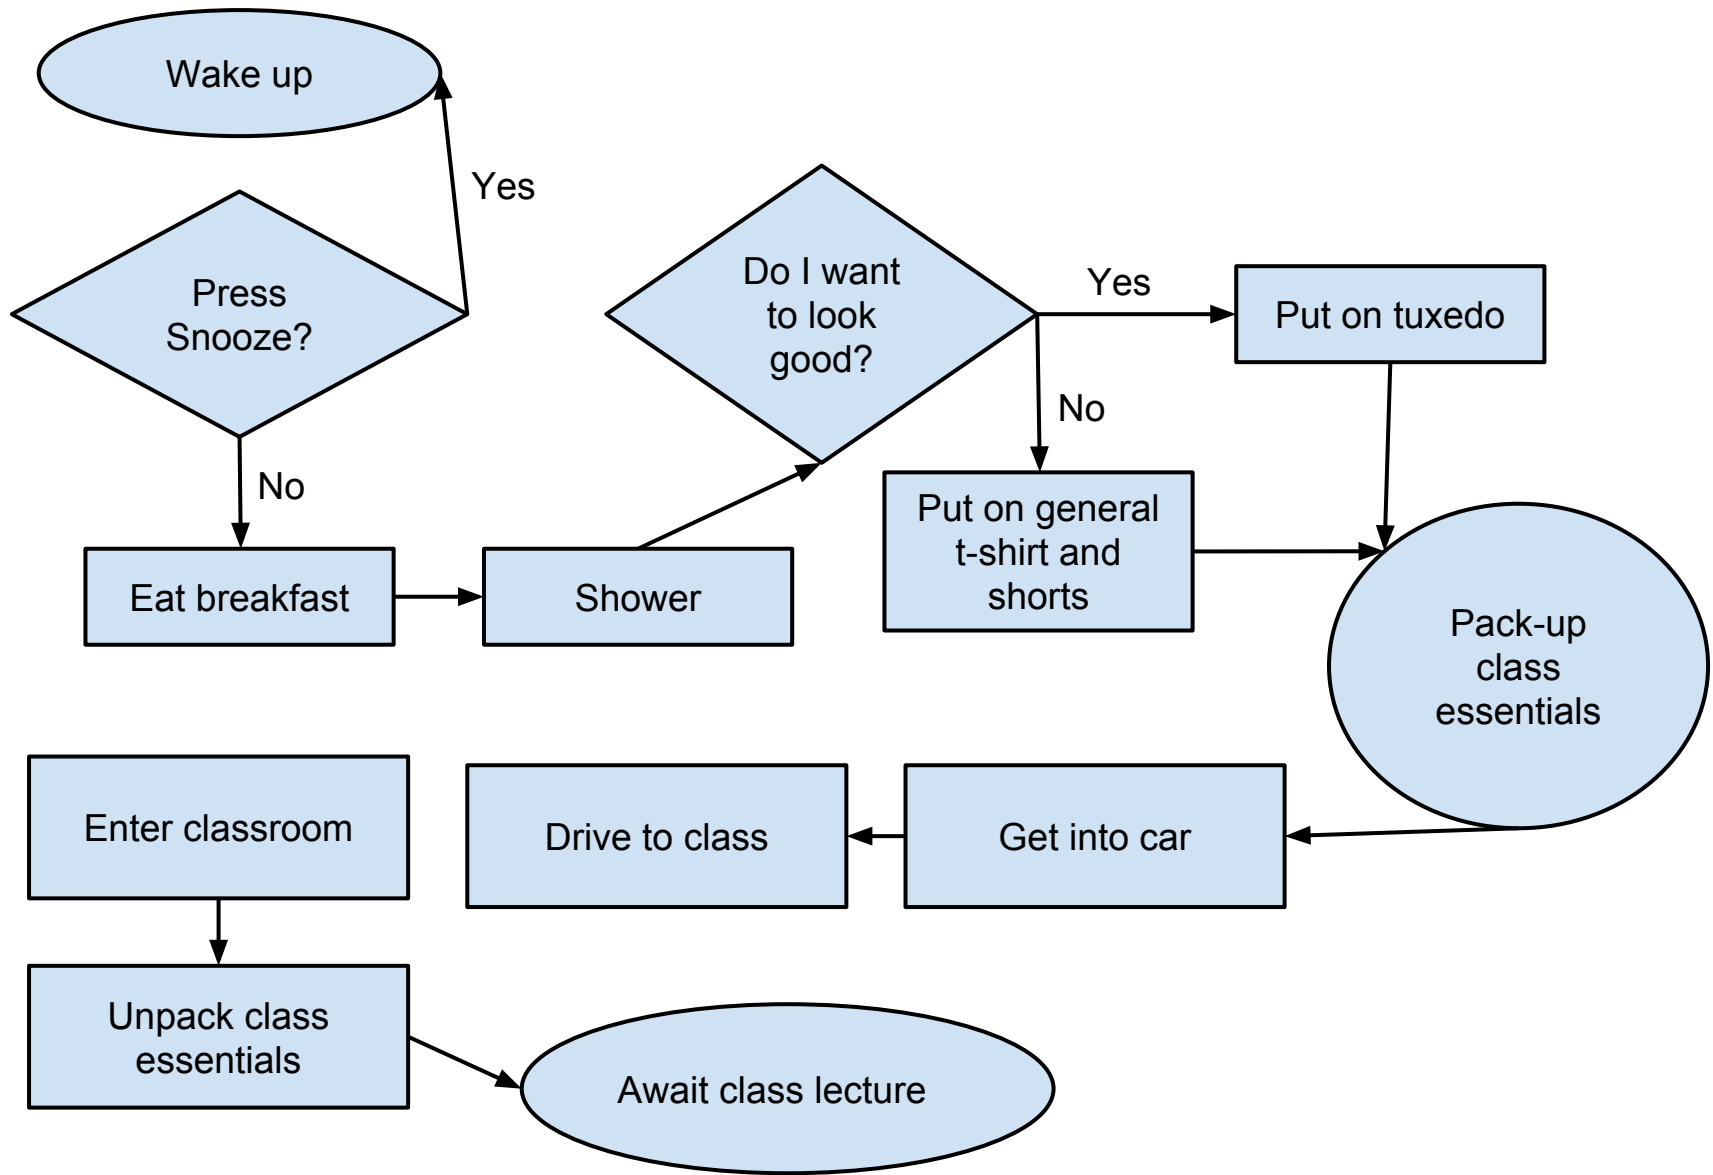 Wake up
Yes
Press
Snooze?
No
Eat breakfast
Shower
Do I want
to look
good?
Yes
No
Put on tuxedo
Put on general
t-shirt and
shorts
Pack-up
class
essentials
Get into car
Drive to class
Enter classroom
Unpack class
essentials
Await class lecture